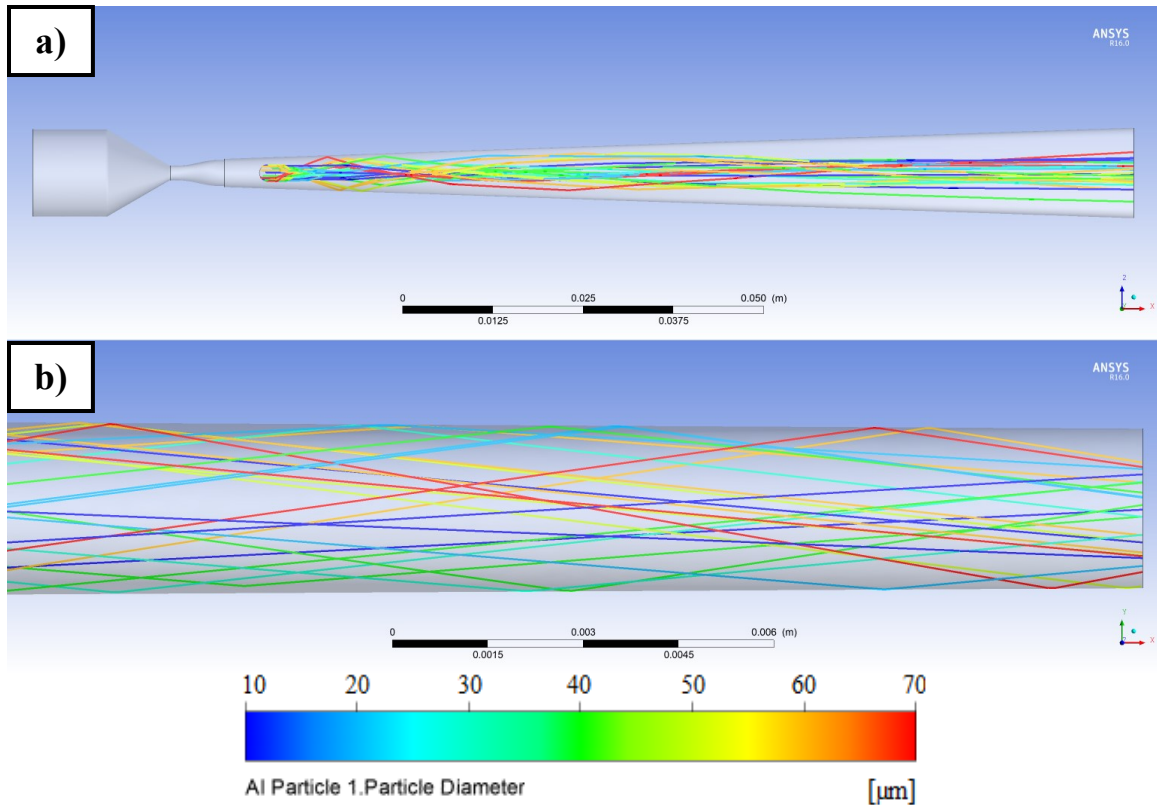 a)
ANSYS
R16.0
0 0.025 0.050 (m)
0.0125 0.0375
Z
X
b)
ANSYS
R16.0
0 0.003 0.006 (m)
0.0015 0.0045
Y
X
10 20 30 40 50 60 70
Al Particle 1.Particle Diameter [µm]